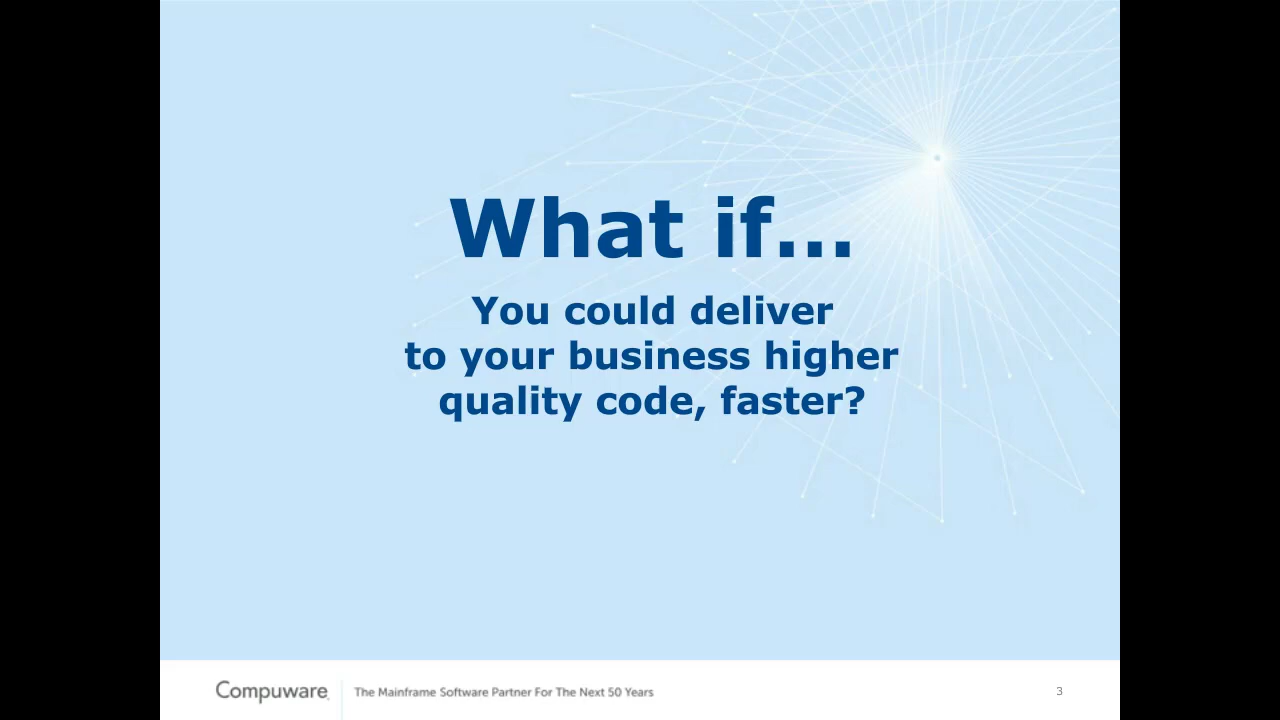 What if...
You could deliver
to your business higher
quality code, faster?
Compuware
The Mainframe Software Partner For The Next 50 Years
3